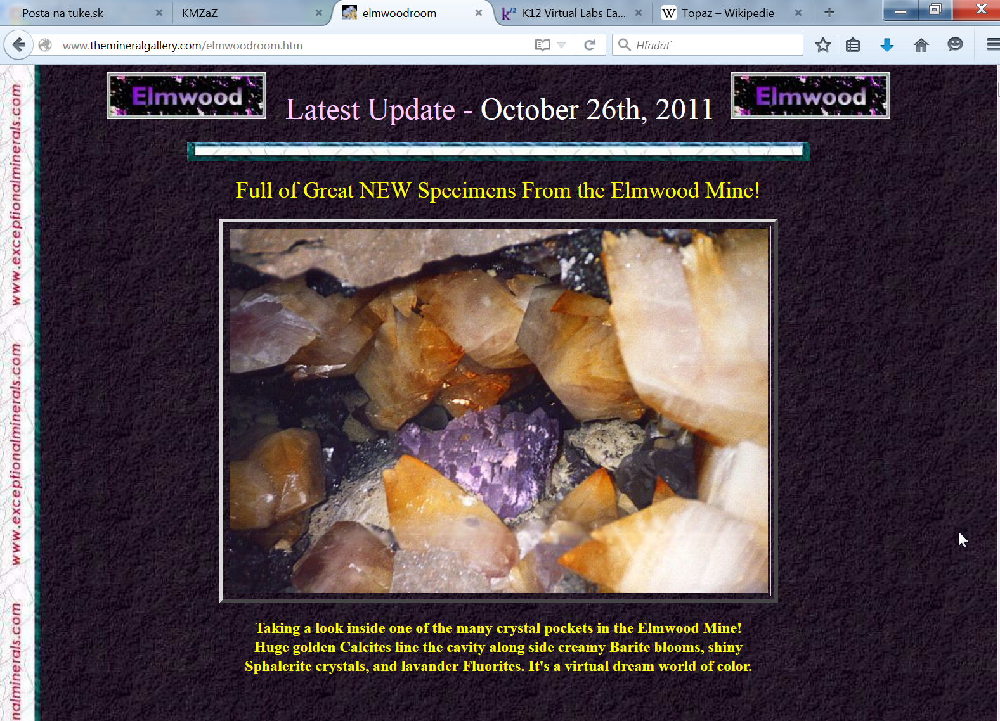 Posta na tuke.sk
KMZaZ
elmwoodroom
K12 Virtual Labs Ea...
Topaz – Wikipedie
www.themineralgallery.com/elmwoodroom.htm
Hľadať
Elmwood
Latest Update - October 26th, 2011
Elmwood
Full of Great NEW Specimens From the Elmwood Mine!
Taking a look inside one of the many crystal pockets in the Elmwood Mine!
Huge golden Calcites line the cavity along side creamy Barite blooms, shiny
Sphalerite crystals, and lavander Fluorites. It's a virtual dream world of color.
www.exceptionalminerals.com
www.exceptionalminerals.com
nalminerals.com